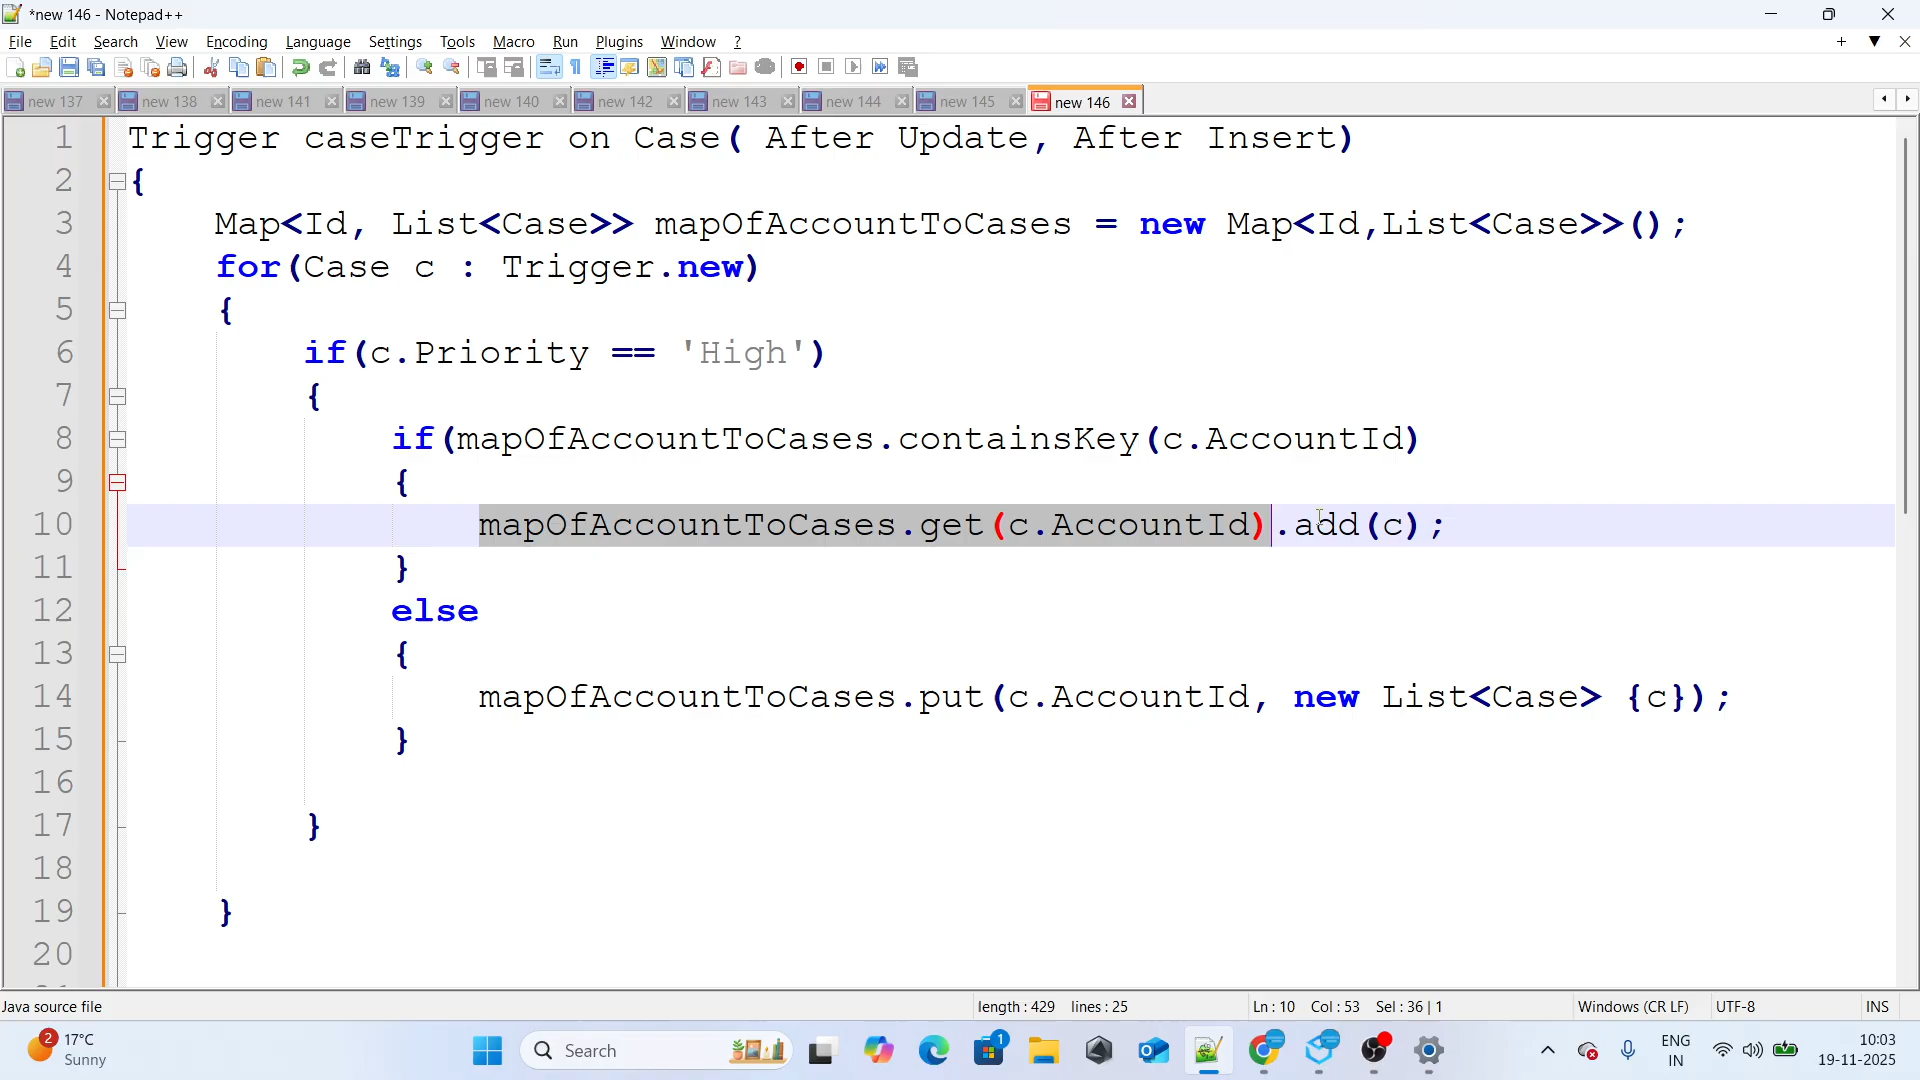 *new 146 - Notepad++
File Edit Search View Encoding Language Settings Tools Macro Run Plugins Window ?
new 137 new 138 new 141 new 139 new 140 new 142 new 143 new 144 new 145 new 146
1 Trigger caseTrigger on Case( After Update, After Insert)
2 {
3 Map<Id, List<Case>> mapOfAccountToCases = new Map<Id,List<Case>>();
4 for(Case c : Trigger.new)
5 {
6 if(c.Priority == 'High')
7 {
8 if(mapOfAccountToCases.containsKey(c.AccountId)
9 {
10 mapOfAccountToCases.get(c.AccountId).add(c);
11 }
12 else
13 {
14 mapOfAccountToCases.put(c.AccountId, new List<Case> {c});
15 }
16
17 }
18
19 }
20
Java source file length : 429 lines : 25 Ln : 10 Col : 53 Sel : 36 | 1 Windows (CR LF) UTF-8 INS
2 17°C
Sunny
Search
1
ENG
IN
10:03
19-11-2025